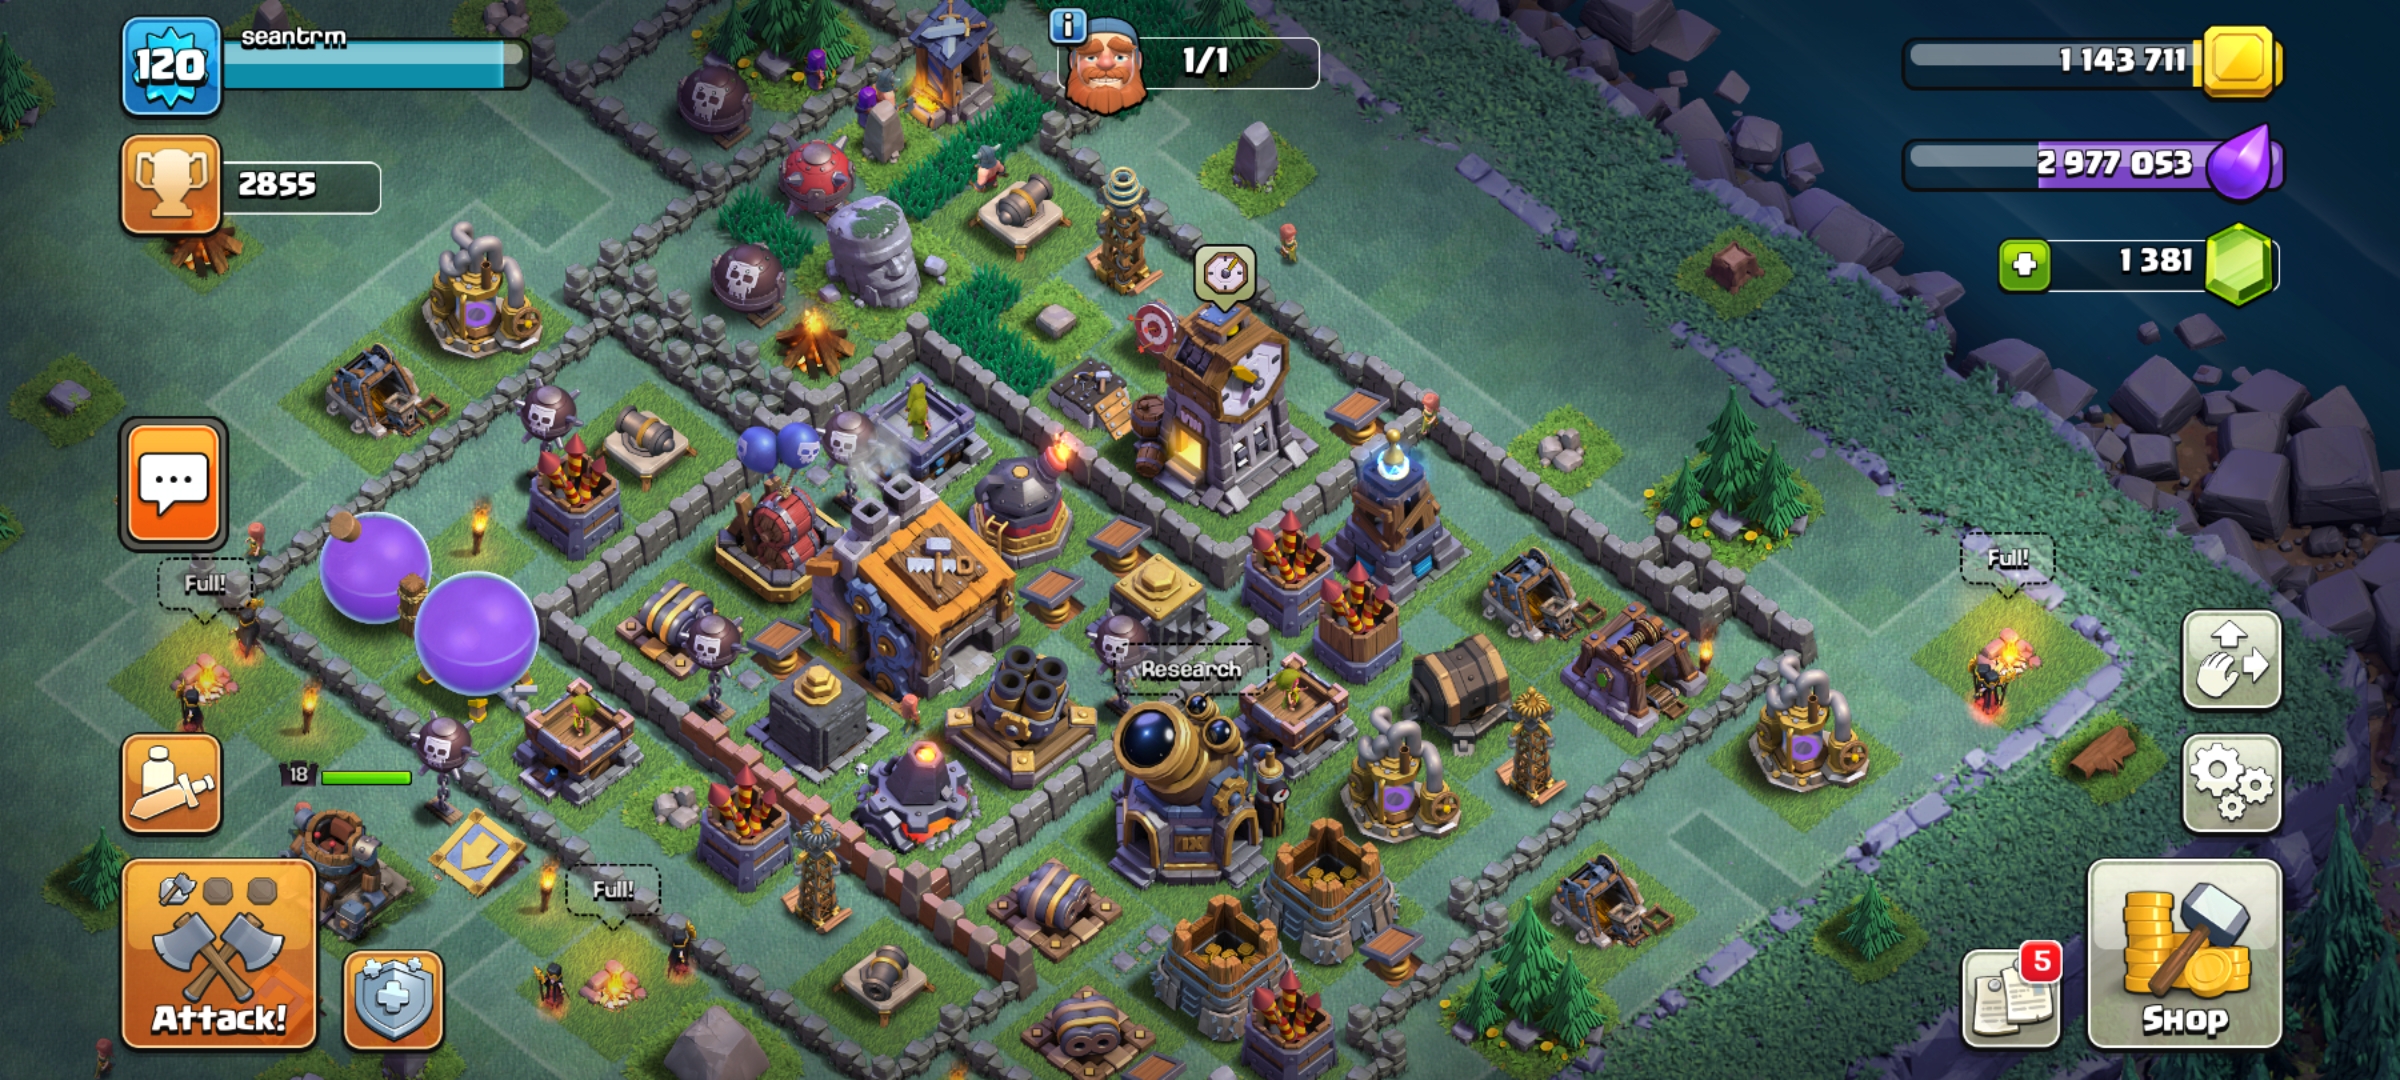 120
seantrm
1/1
1 143 711
2855
2 977 053
1 381
Full!
Full!
Research
18
Full!
Attack!
5
Shop